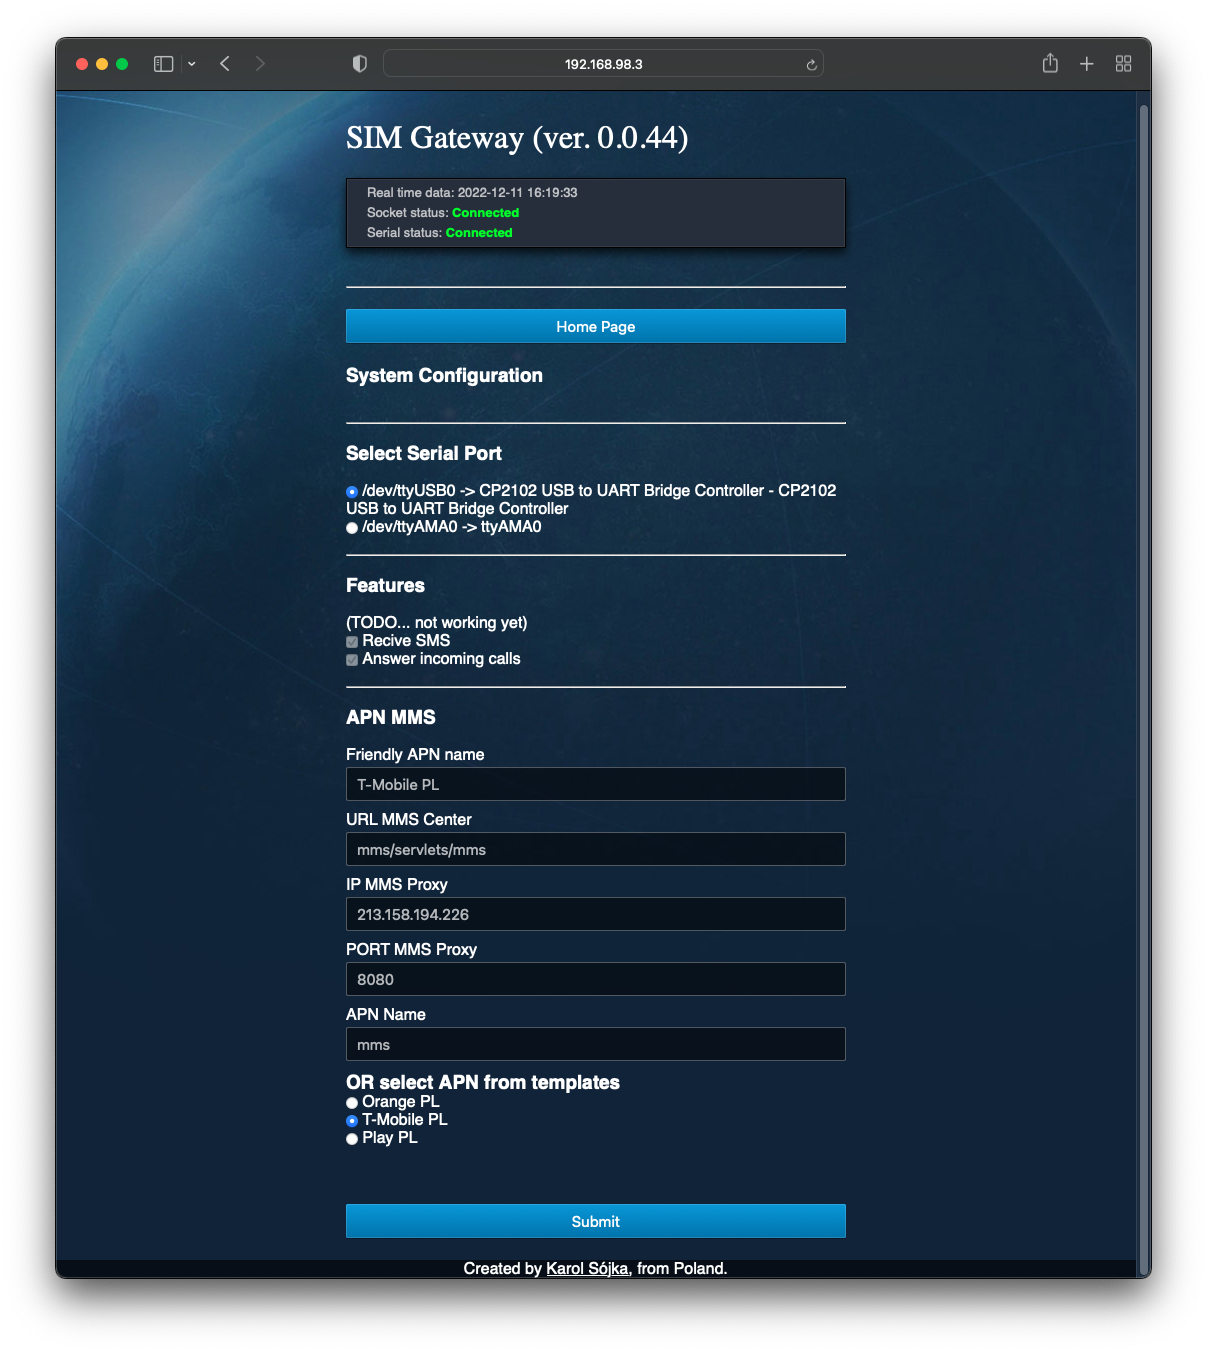 192.168.98.3
SIM Gateway (ver. 0.0.44)
Real time data: 2022-12-11 16:19:33
Socket status: Connected
Serial status: Connected
Home Page
System Configuration
Select Serial Port
/dev/ttyUSB0 -> CP2102 USB to UART Bridge Controller - CP2102
USB to UART Bridge Controller
/dev/ttyAMA0 -> ttyAMA0
Features
(TODO... not working yet)
Recive SMS
Answer incoming calls
APN MMS
Friendly APN name
T-Mobile PL
URL MMS Center
mms/servlets/mms
IP MMS Proxy
213.158.194.226
PORT MMS Proxy
8080
APN Name
mms
OR select APN from templates
Orange PL
T-Mobile PL
Play PL
Submit
Created by Karol Sójka, from Poland.